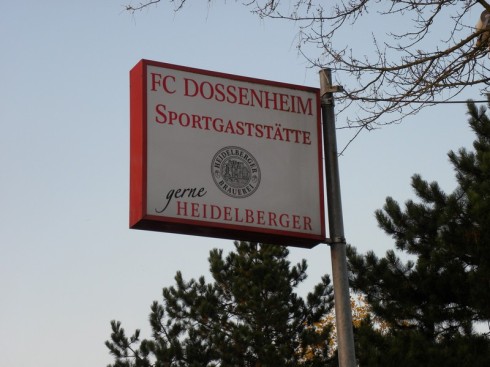 FC DOSSENHEIM
SPORTGASTSTÄTTE
HEIDELBERGER
BRAUEREI
gerne
HEIDELBERGER